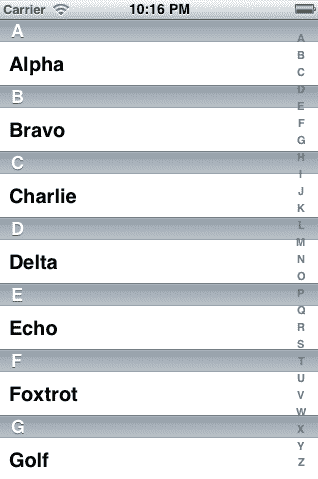 Carrier 10:16 PM
A
Alpha
B
Bravo
C
Charlie
D
Delta
E
Echo
F
Foxtrot
G
Golf
A
B
C
D
E
F
G
H
I
J
K
L
M
N
O
P
Q
R
S
T
U
V
W
X
Y
Z